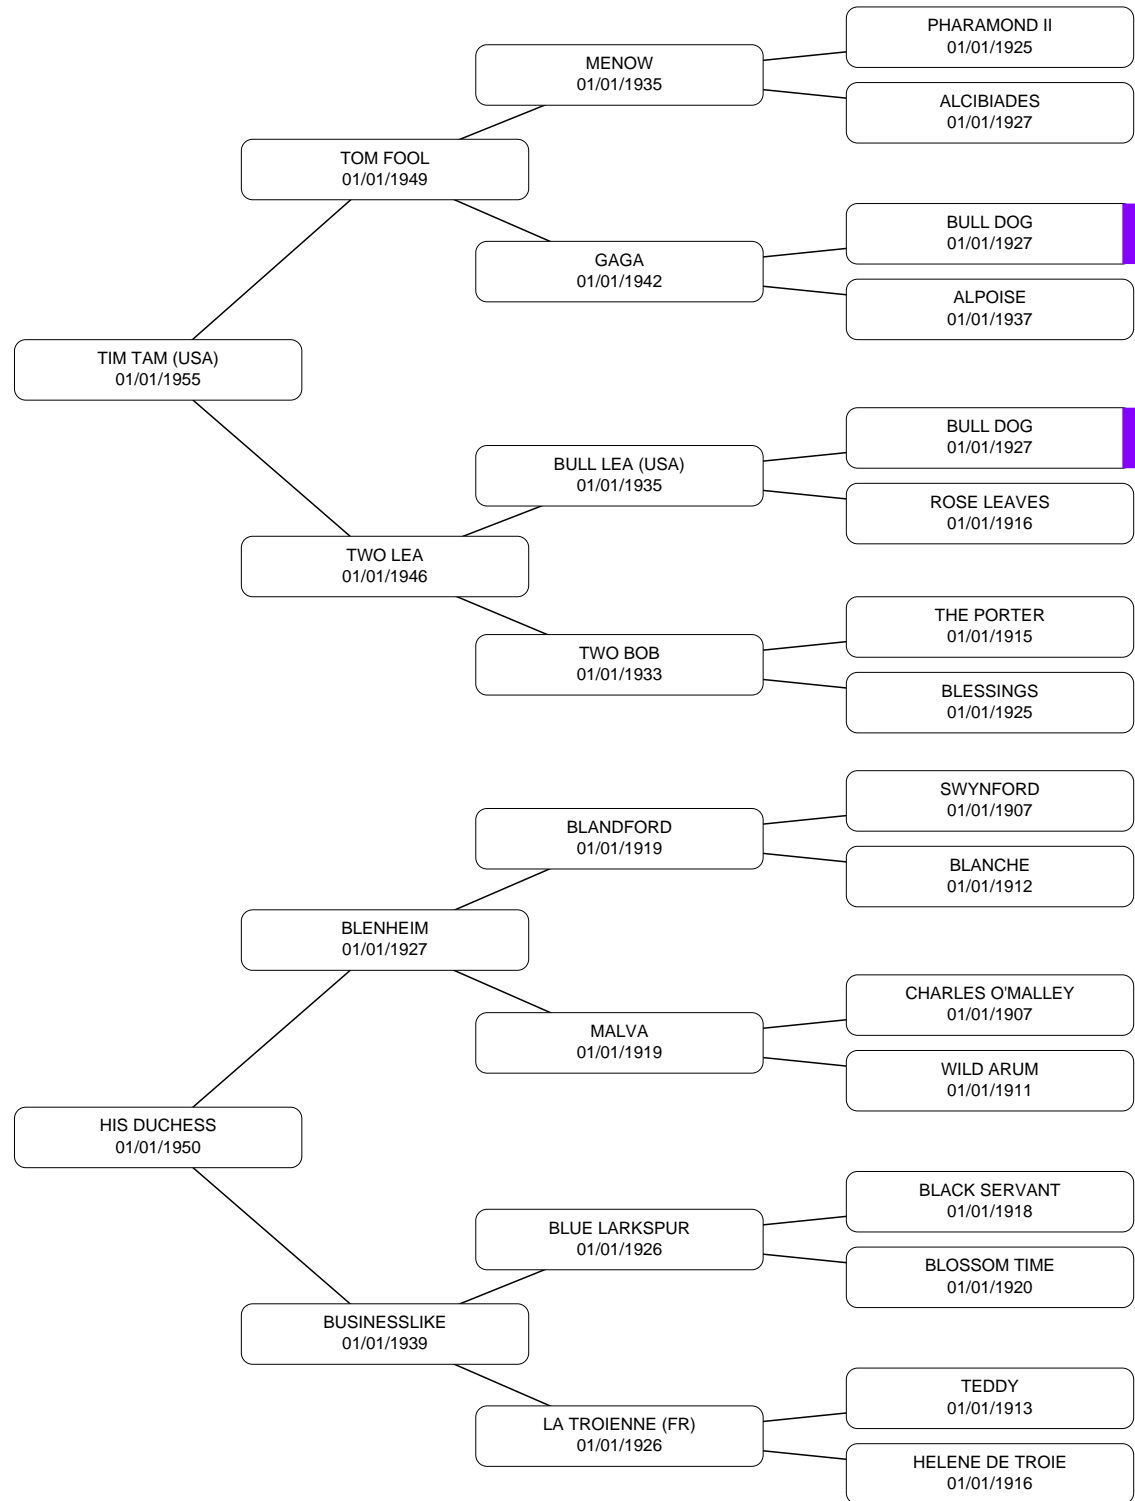 PHARAMOND II
01/01/1925
MENOW
01/01/1935
ALCIBIADES
01/01/1927
TOM FOOL
01/01/1949
BULL DOG
01/01/1927
GAGA
01/01/1942
ALPOISE
01/01/1937
TIM TAM (USA)
01/01/1955
BULL DOG
01/01/1927
BULL LEA (USA)
01/01/1935
ROSE LEAVES
01/01/1916
TWO LEA
01/01/1946
THE PORTER
01/01/1915
TWO BOB
01/01/1933
BLESSINGS
01/01/1925
SWYNFORD
01/01/1907
BLANDFORD
01/01/1919
BLANCHE
01/01/1912
BLENHEIM
01/01/1927
CHARLES O'MALLEY
01/01/1907
MALVA
01/01/1919
WILD ARUM
01/01/1911
HIS DUCHESS
01/01/1950
BLACK SERVANT
01/01/1918
BLUE LARKSPUR
01/01/1926
BLOSSOM TIME
01/01/1920
BUSINESSLIKE
01/01/1939
TEDDY
01/01/1913
LA TROIENNE (FR)
01/01/1926
HELENE DE TROIE
01/01/1916